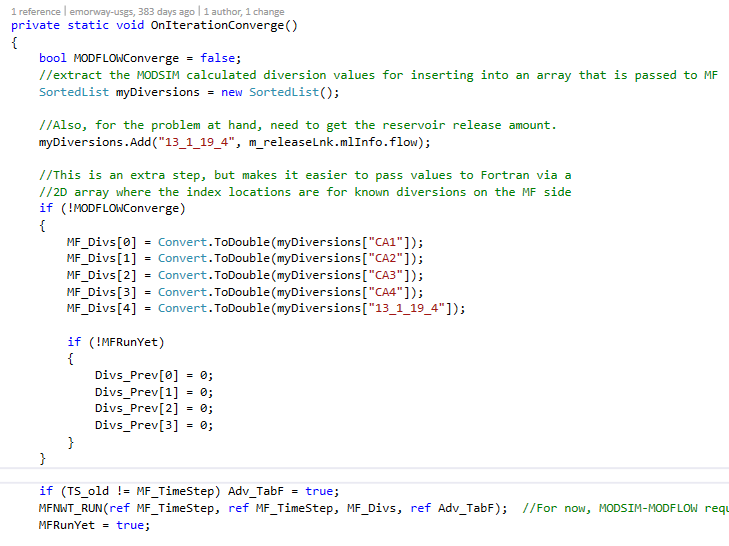 1 reference | emorway-usgs, 383 days ago | 1 author, 1 change
private static void OnIterationConverge()
{
    bool MODFLOWConverge = false;
    //extract the MODSIM calculated diversion values for inserting into an array that is passed to MF
    SortedList myDiversions = new SortedList();

    //Also, for the problem at hand, need to get the reservoir release amount.
    myDiversions.Add("13_1_19_4", m_releaseLnk.mlInfo.flow);

    //This is an extra step, but makes it easier to pass values to Fortran via a
    //2D array where the index locations are for known diversions on the MF side
    if (!MODFLOWConverge)
    {
        MF_Divs[0] = Convert.ToDouble(myDiversions["CA1"]);
        MF_Divs[1] = Convert.ToDouble(myDiversions["CA2"]);
        MF_Divs[2] = Convert.ToDouble(myDiversions["CA3"]);
        MF_Divs[3] = Convert.ToDouble(myDiversions["CA4"]);
        MF_Divs[4] = Convert.ToDouble(myDiversions["13_1_19_4"]);

        if (!MFRunYet)
        {
            Divs_Prev[0] = 0;
            Divs_Prev[1] = 0;
            Divs_Prev[2] = 0;
            Divs_Prev[3] = 0;
        }
    }

    if (TS_old != MF_TimeStep) Adv_TabF = true;
    MFNWT_RUN(ref MF_TimeStep, ref MF_TimeStep, MF_Divs, ref Adv_TabF);  //For now, MODSIM-MODFLOW requ
    MFRunYet = true;